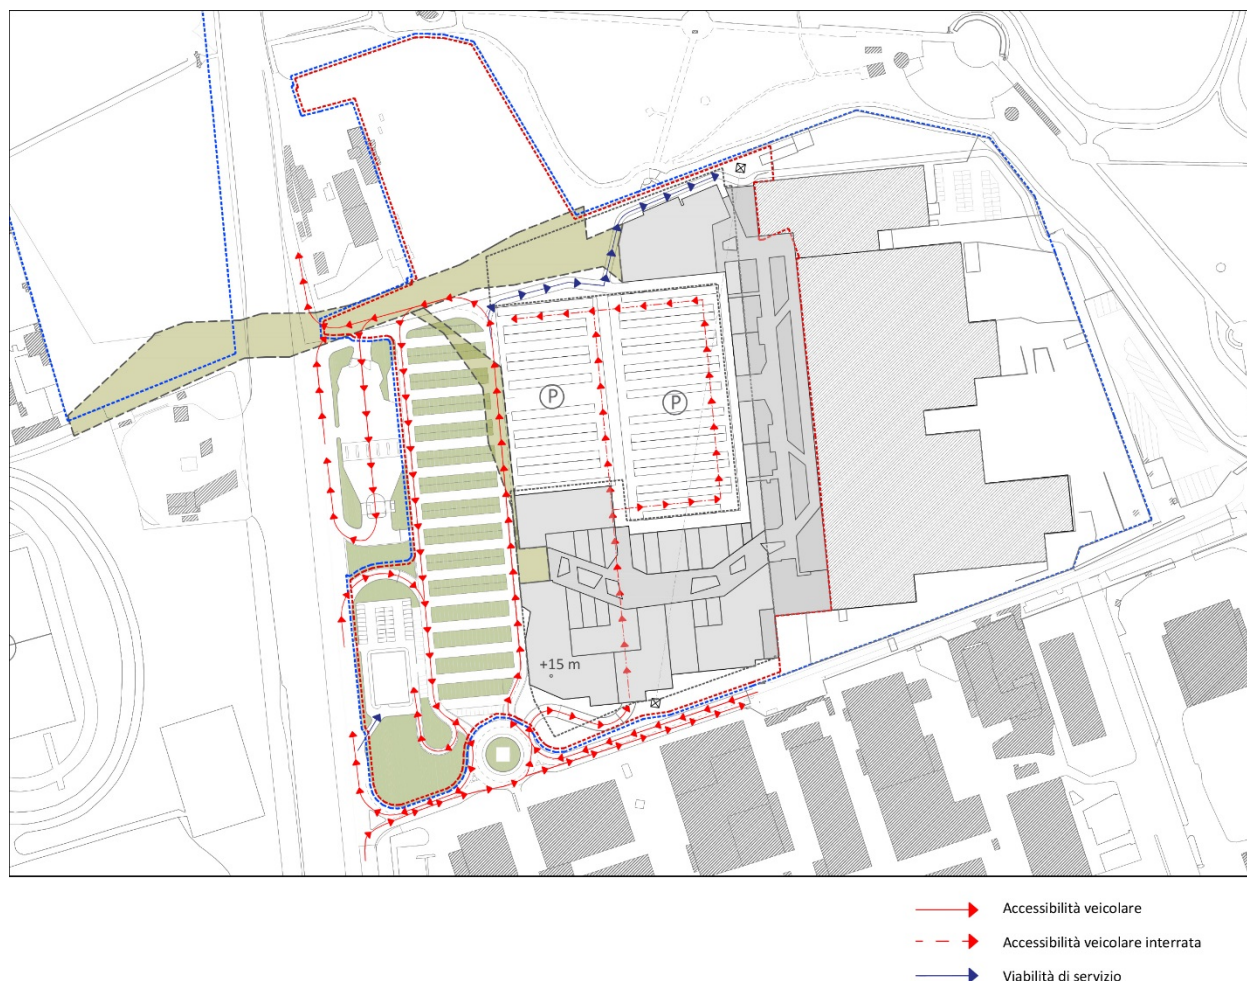 P
P
+15 m
Accessibilità veicolare
Accessibilità veicolare interrata
Viabilità di servizio